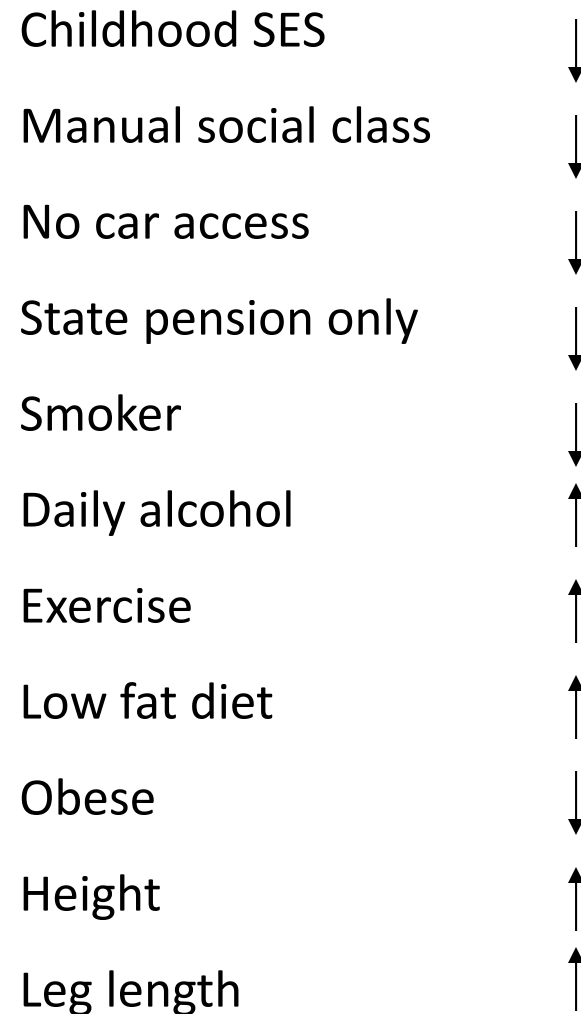 Childhood SES ↓
Manual social class ↓
No car access ↓
State pension only ↓
Smoker ↓
Daily alcohol ↑
Exercise ↑
Low fat diet ↑
Obese ↓
Height ↑
Leg length ↑